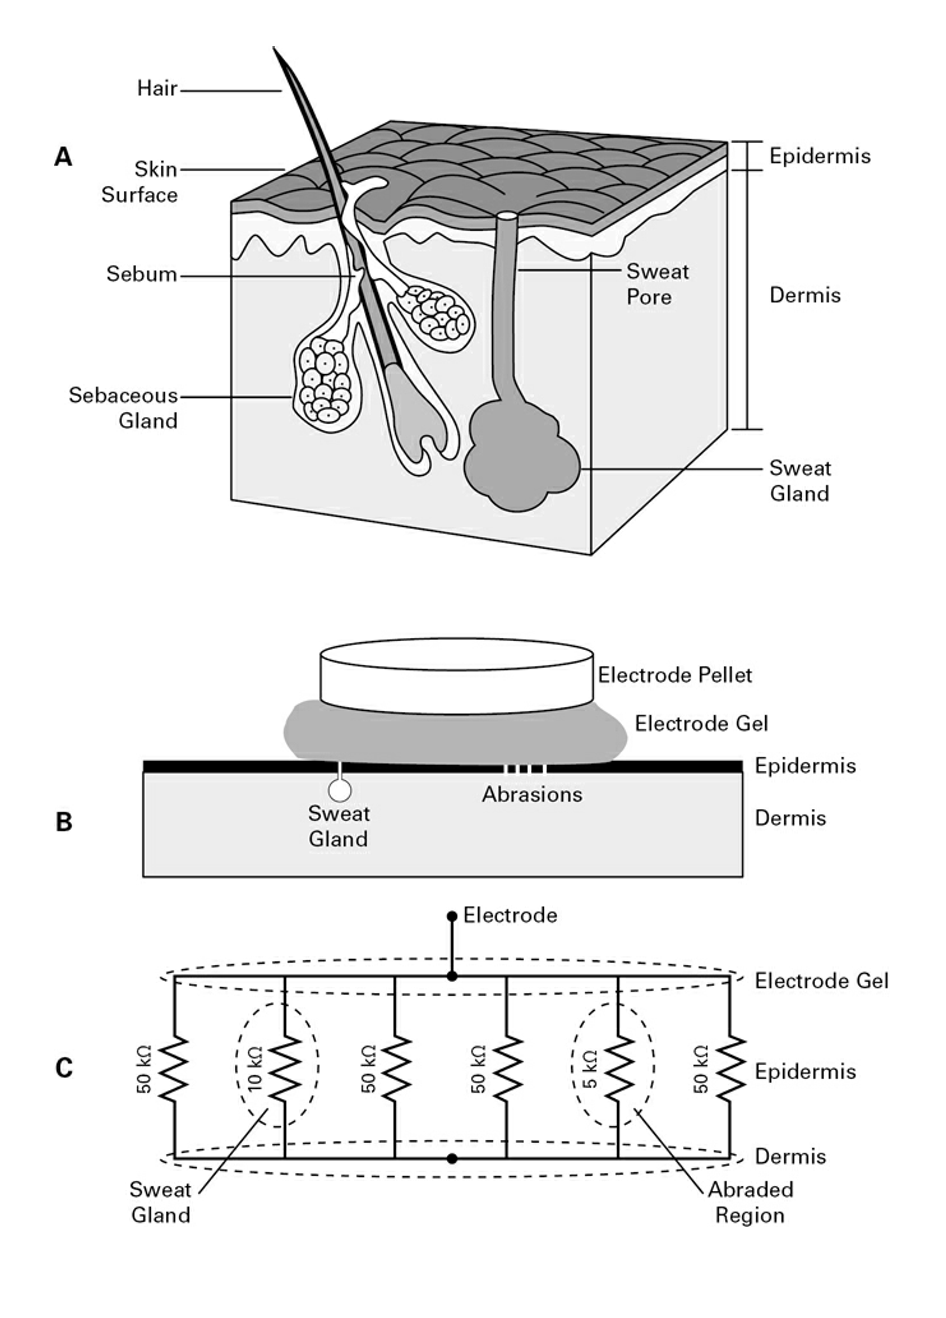 Hair
A
Skin
Surface
Epidermis
Sebum
Sweat
Pore
Dermis
Sebaceous
Gland
Sweat
Gland
Electrode Pellet
Electrode Gel
Epidermis
Abrasions
Sweat
Gland
B
Dermis
Electrode
Electrode Gel
C
50 kΩ
10 kΩ
50 kΩ
50 kΩ
5 kΩ
50 kΩ
Epidermis
Dermis
Sweat
Gland
Abraded
Region